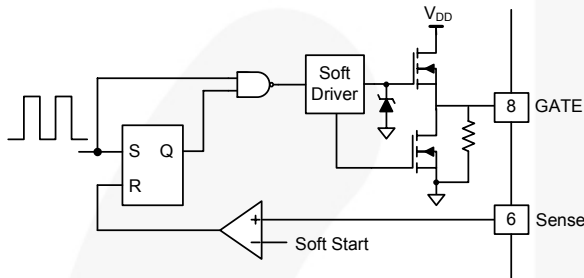 VDD
Soft
Driver
8 GATE
S Q
R
+
6 Sense
− Soft Start